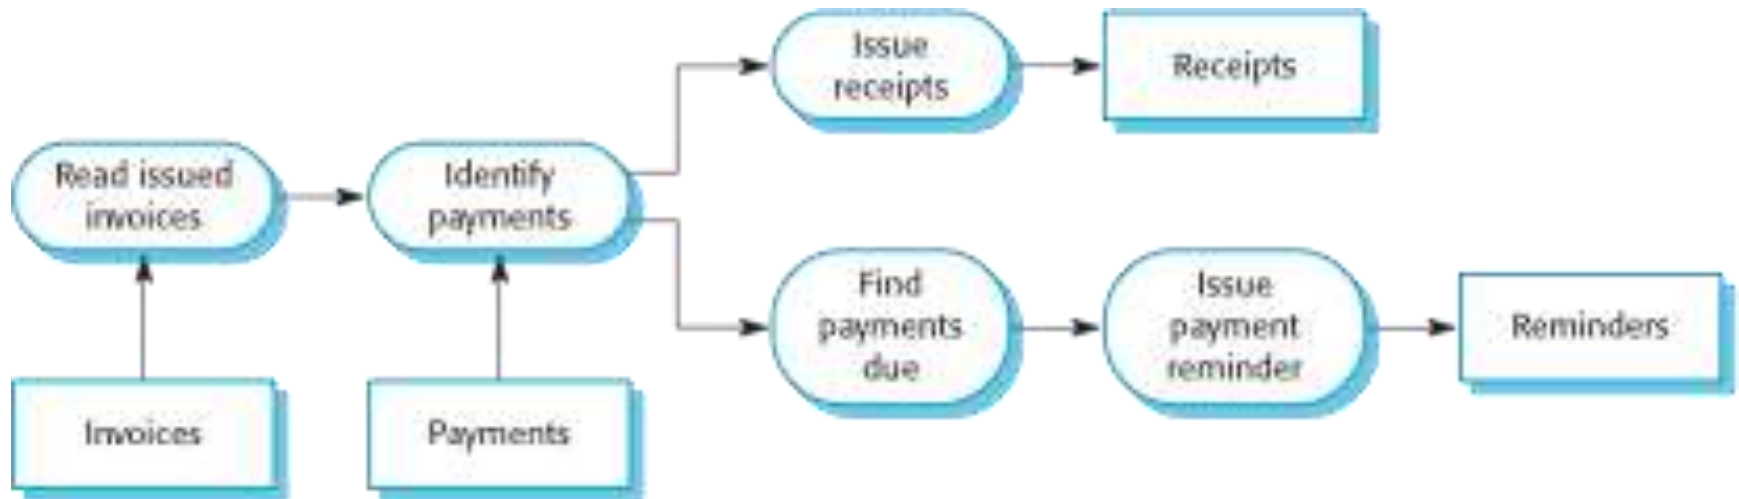 Issue
receipts
Receipts
Read issued
invoices
Identify
payments
Find
payments
due
Issue
payment
reminder
Reminders
Invoices
Payments